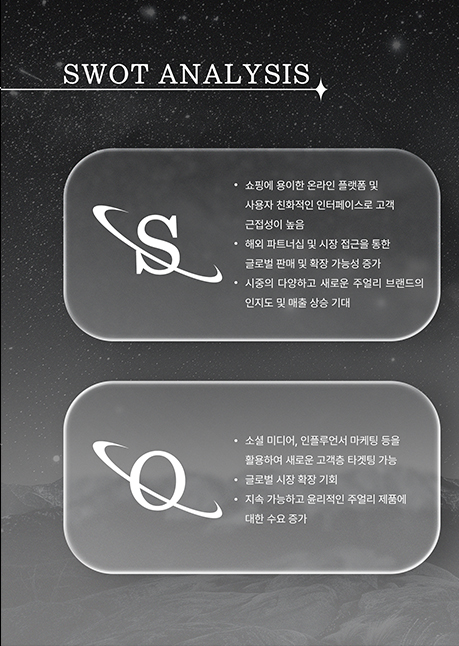 SWOT ANALYSIS
S
• 쇼핑에 용이한 온라인 플랫폼 및
사용자 친화적인 인터페이스로 고객
근접성이 높음
• 해외 파트너십 및 시장 접근을 통한
글로벌 판매 및 확장 가능성 증가
• 시중의 다양하고 새로운 주얼리 브랜드의
인지도 및 매출 상승 기대
O
• 소셜 미디어, 인플루언서 마케팅 등을
활용하여 새로운 고객층 타겟팅 가능
• 글로벌 시장 확장 기회
• 지속 가능하고 윤리적인 주얼리 제품에
대한 수요 증가